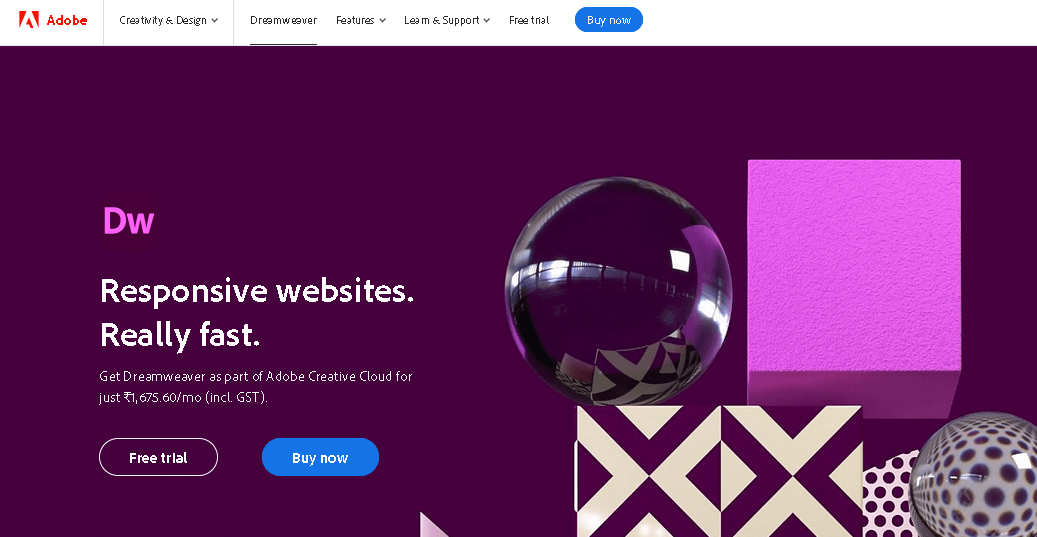 Adobe
Creativity & Design
Dreamweaver
Features
Learn & Support
Free trial
Buy now
Dw
Responsive websites.
Really fast.
Get Dreamweaver as part of Adobe Creative Cloud for
just ₹1,675.60/mo (incl. GST).
Free trial
Buy now